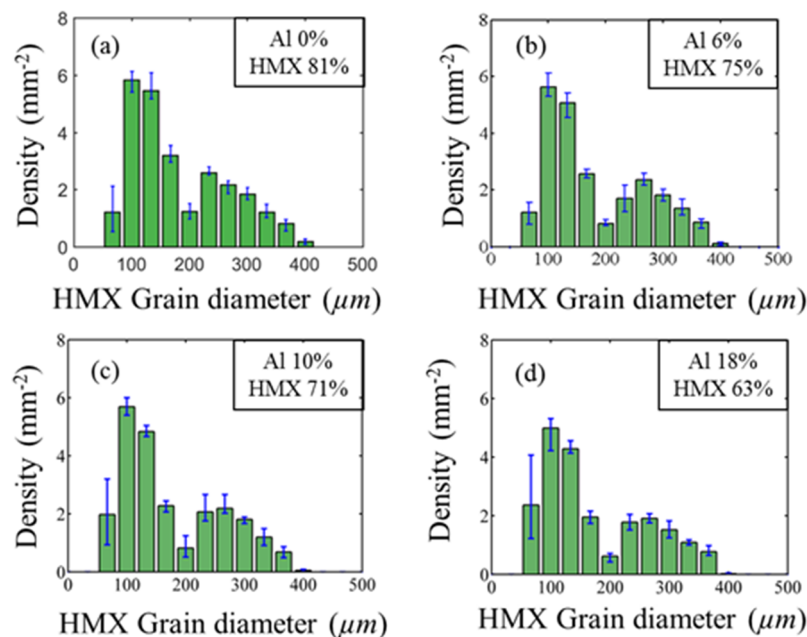 (a)
Al 0%
HMX 81%
Density (mm-2)
8
6
4
2
0
0 100 200 300 400 500
HMX Grain diameter (µm)
(b)
Al 6%
HMX 75%
Density (mm-2)
8
6
4
2
0
0 100 200 300 400 500
HMX Grain diameter (µm)
(c)
Al 10%
HMX 71%
Density (mm-2)
8
6
4
2
0
0 100 200 300 400 500
HMX Grain diameter (µm)
(d)
Al 18%
HMX 63%
Density (mm-2)
8
6
4
2
0
0 100 200 300 400 500
HMX Grain diameter (µm)